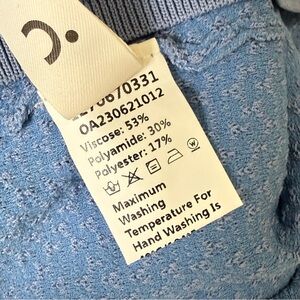 OA230621012
Viscose: 53%
Polyamide: 30%
Polyester: 17%
Maximum
Washing
Temperature For
Hand Washing Is